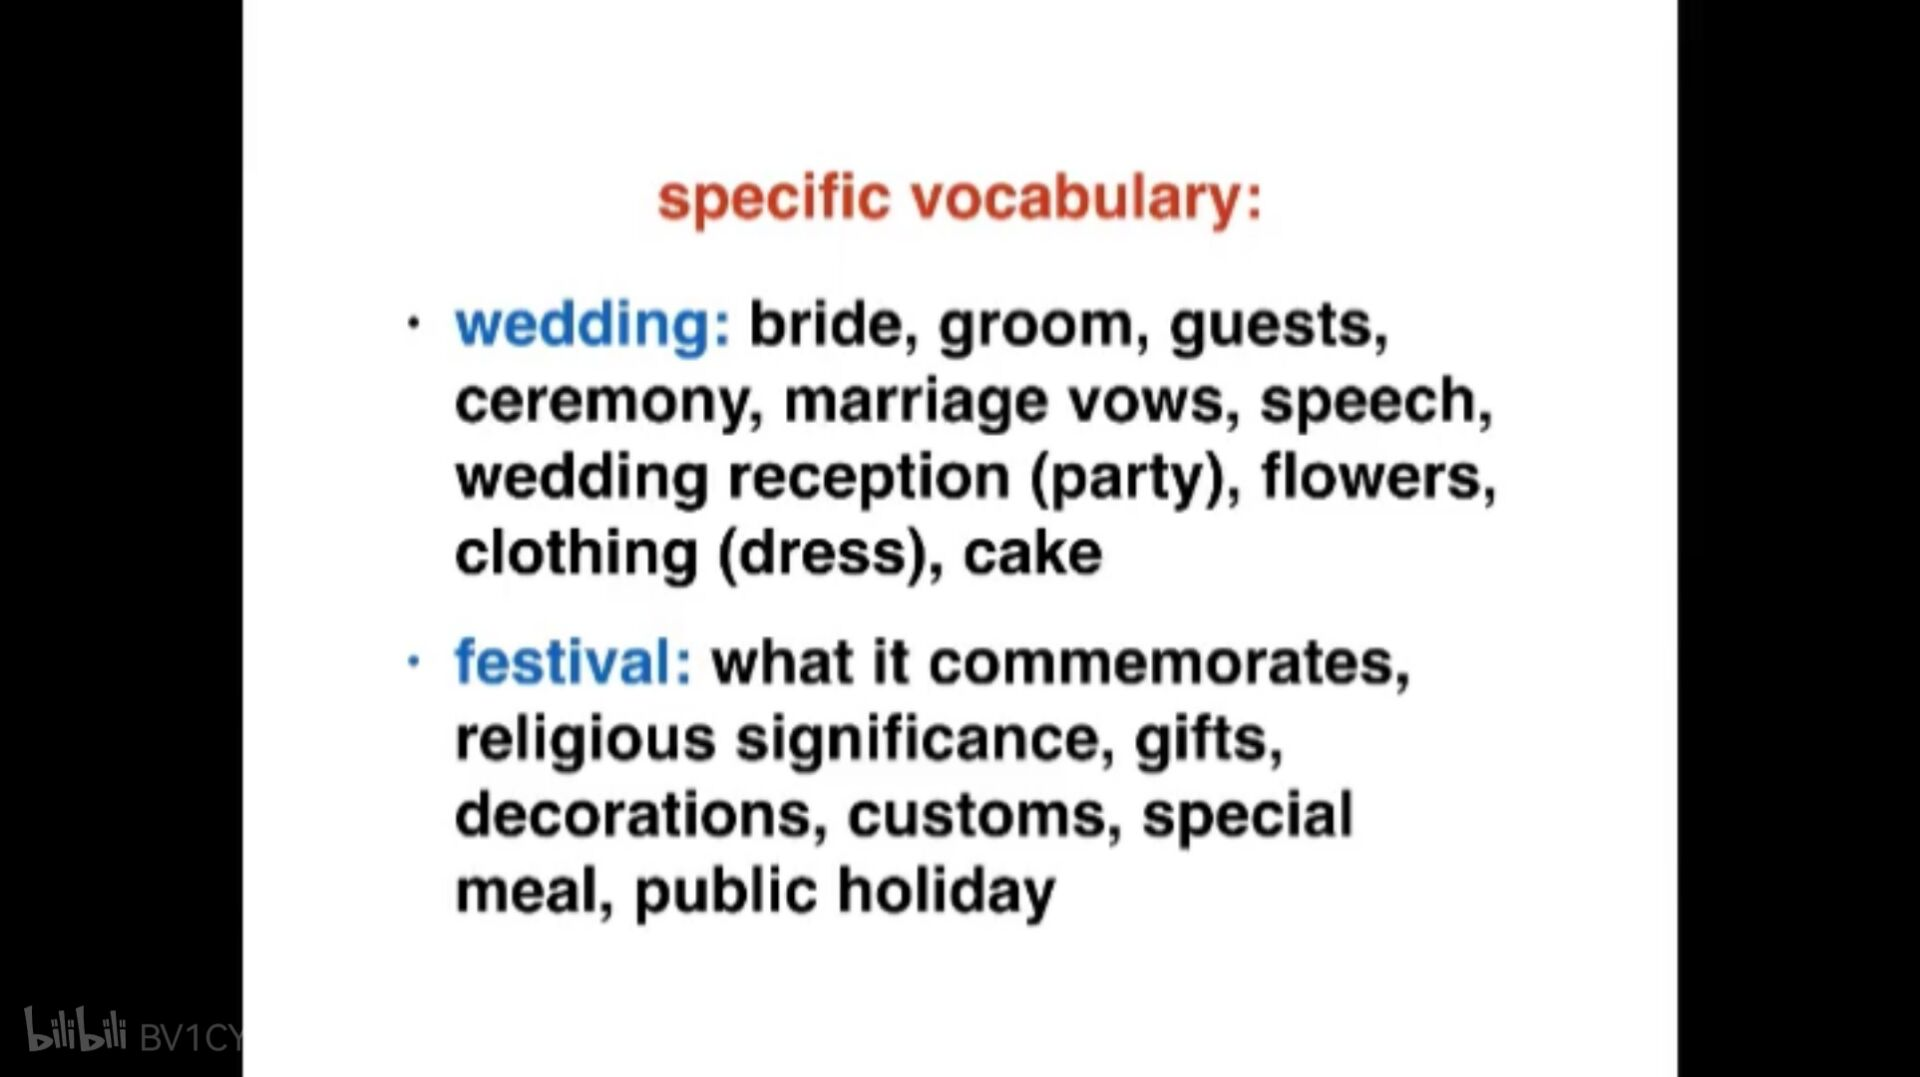 specific vocabulary:
• wedding: bride, groom, guests,
ceremony, marriage vows, speech,
wedding reception (party), flowers,
clothing (dress), cake
• festival: what it commemorates,
religious significance, gifts,
decorations, customs, special
meal, public holiday
bilibili BV1CY